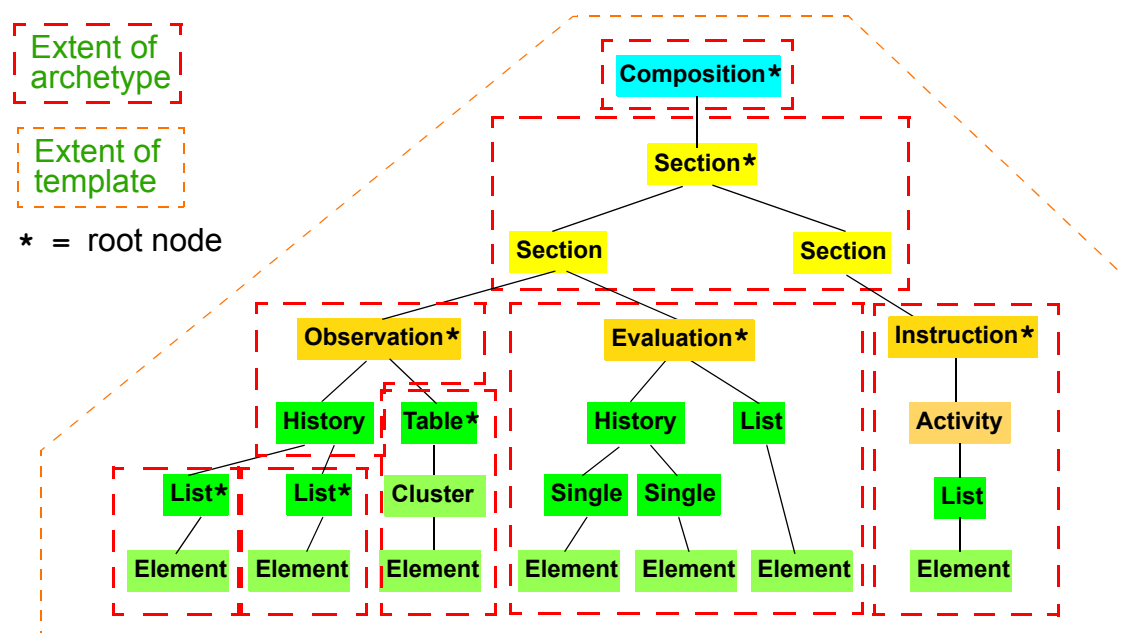 Extent of
archetype
Extent of
template
* = root node
Composition*
Section*
Section
Section
Observation*
Evaluation*
Instruction*
History
Table*
History
List
Activity
List*
List*
Cluster
Single
Single
List
Element
Element
Element
Element
Element
Element
Element